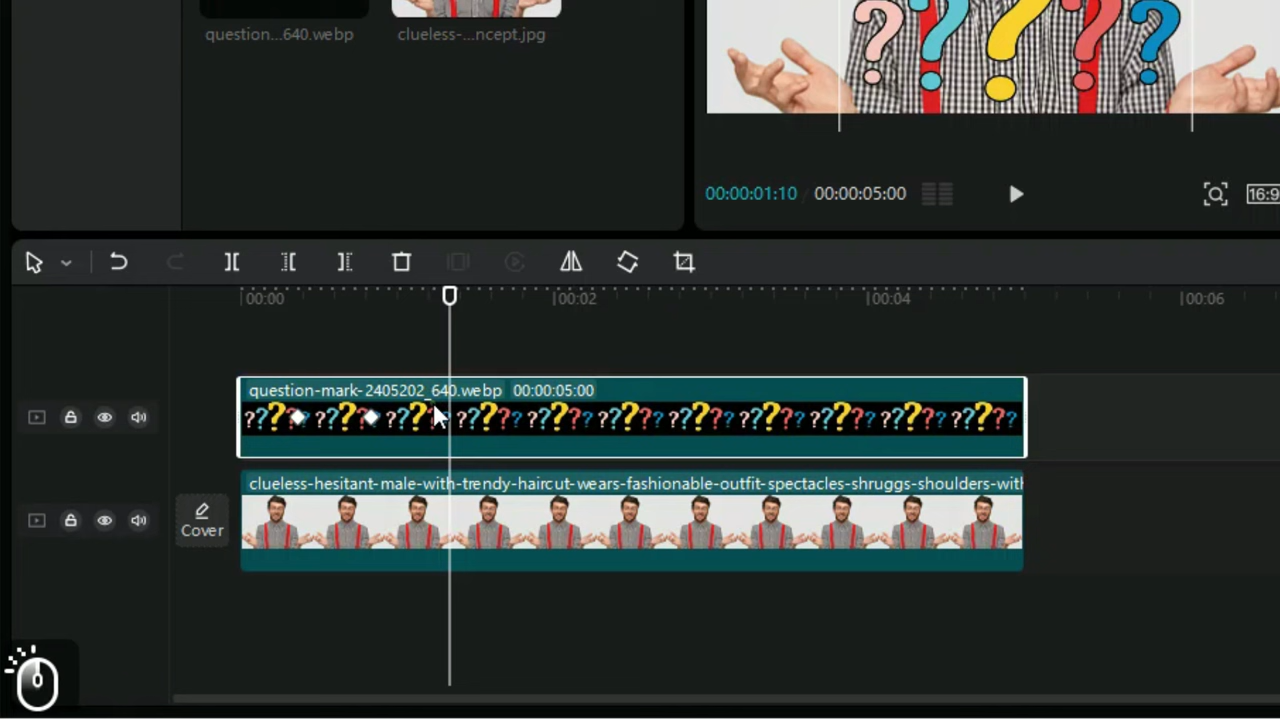 question...640.webp
clueless-...ncept.jpg
? ? ? ? ?
00:00:01:10 / 00:00:05:00
16:9
00:00
00:02
00:04
00:06
question-mark-2405202_640.webp 00:00:05:00
clueless-hesitant-male-with-trendy-haircut-wears-fashionable-outfit-spectacles-shruggs-shoulders-with
Cover